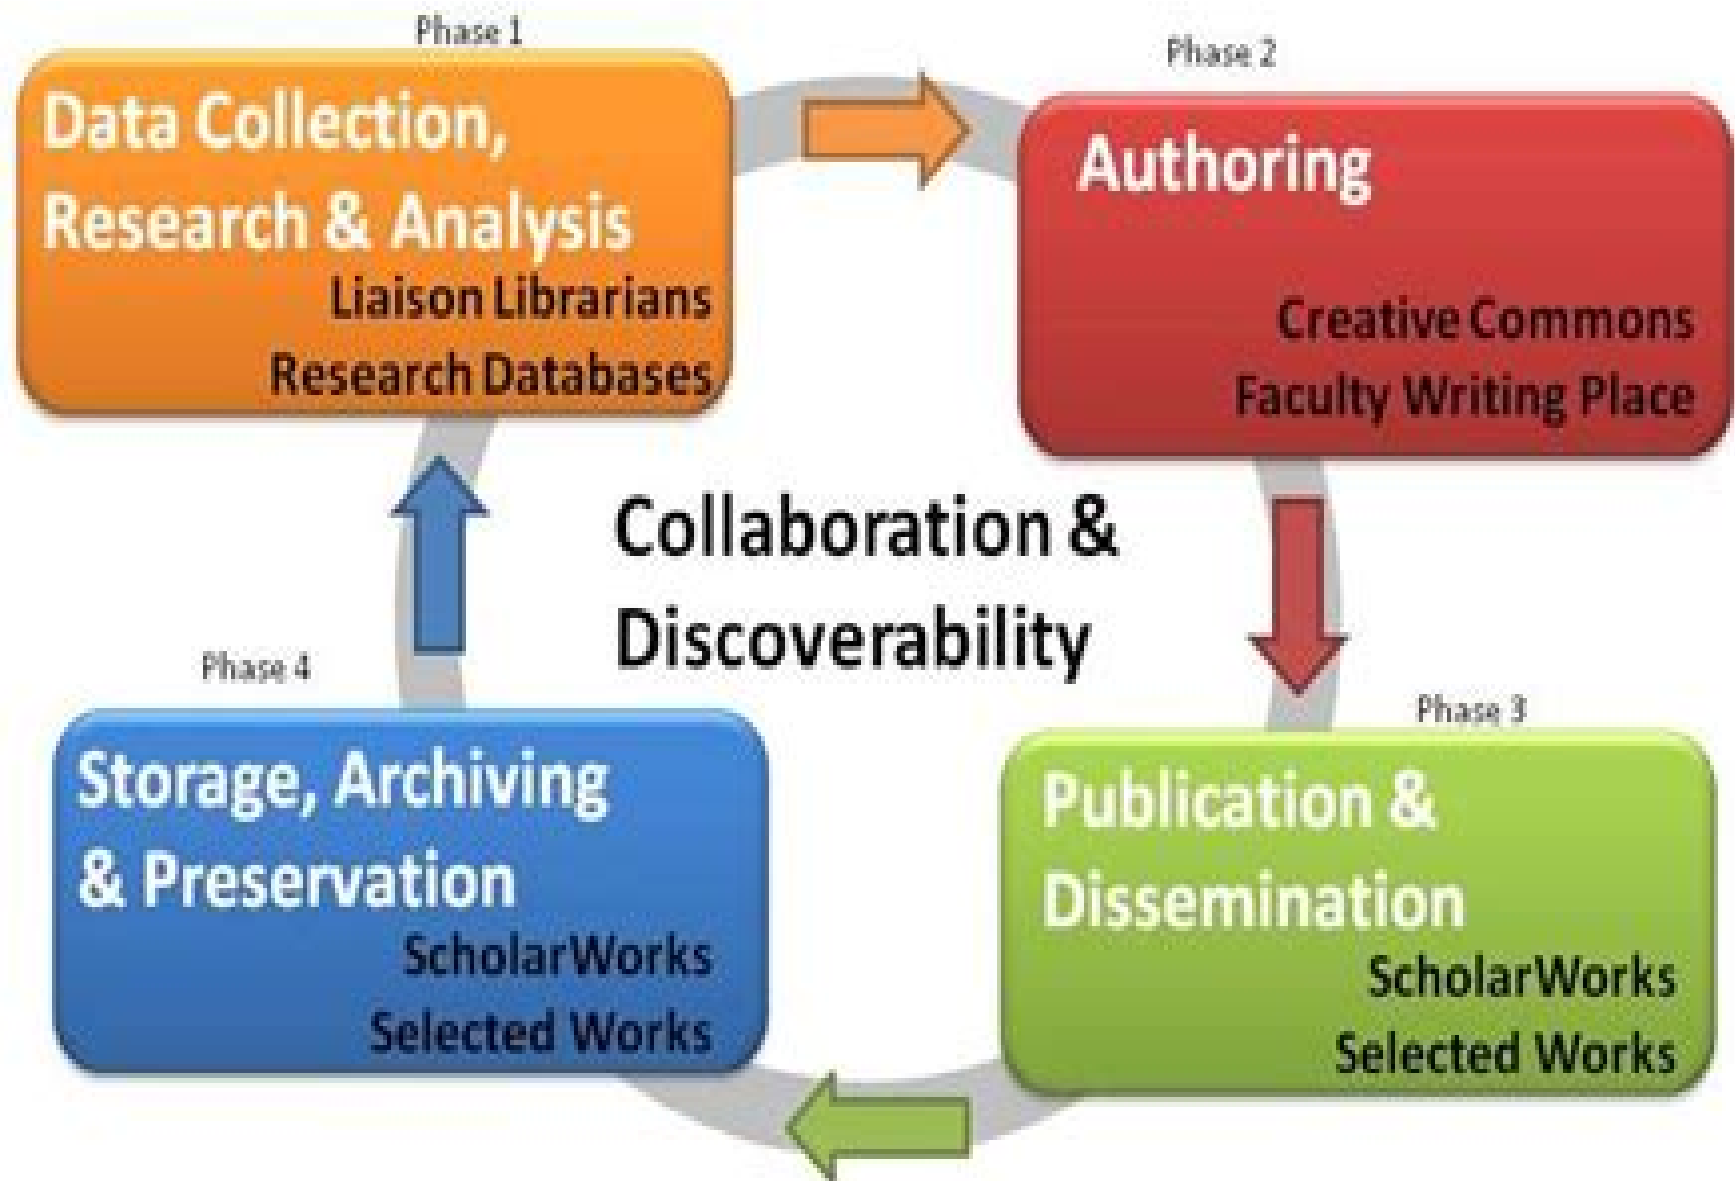 Phase 1
Data Collection,
Research & Analysis
Liaison Librarians
Research Databases
Phase 2
Authoring
Creative Commons
Faculty Writing Place
Collaboration &
Discoverability
Phase 3
Publication &
Dissemination
ScholarWorks
Selected Works
Phase 4
Storage, Archiving
& Preservation
ScholarWorks
Selected Works